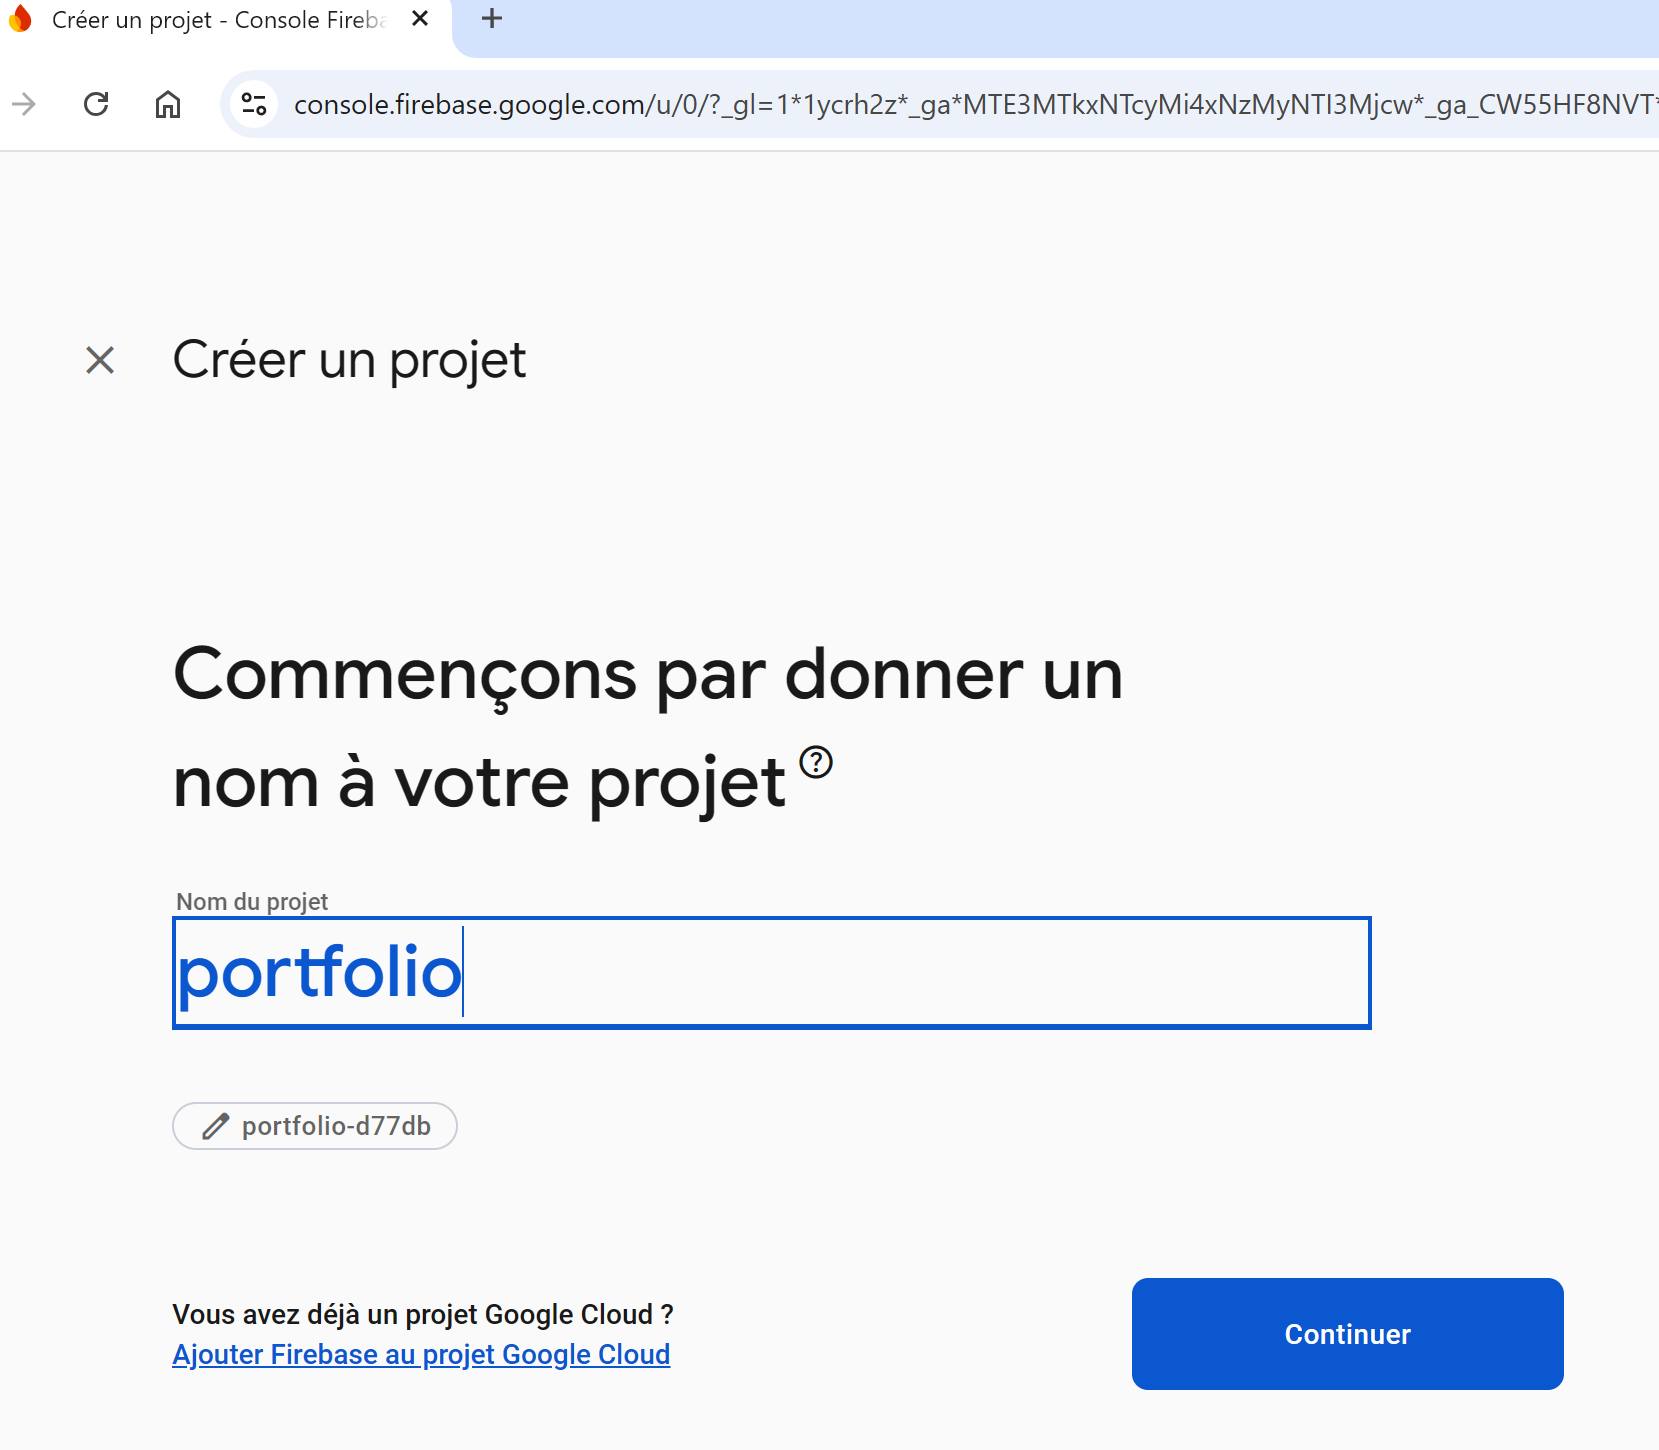 Créer un projet - Console Fireba
console.firebase.google.com/u/0/?_gl=1*1ycrh2z*_ga*MTE3MTkxNTcyMi4xNzMyNTI3Mjcw*_ga_CW55HF8NVT*
Créer un projet
Commençons par donner un
nom à votre projet
Nom du projet
portfolio
portfolio-d77db
Vous avez déjà un projet Google Cloud ?
Ajouter Firebase au projet Google Cloud
Continuer